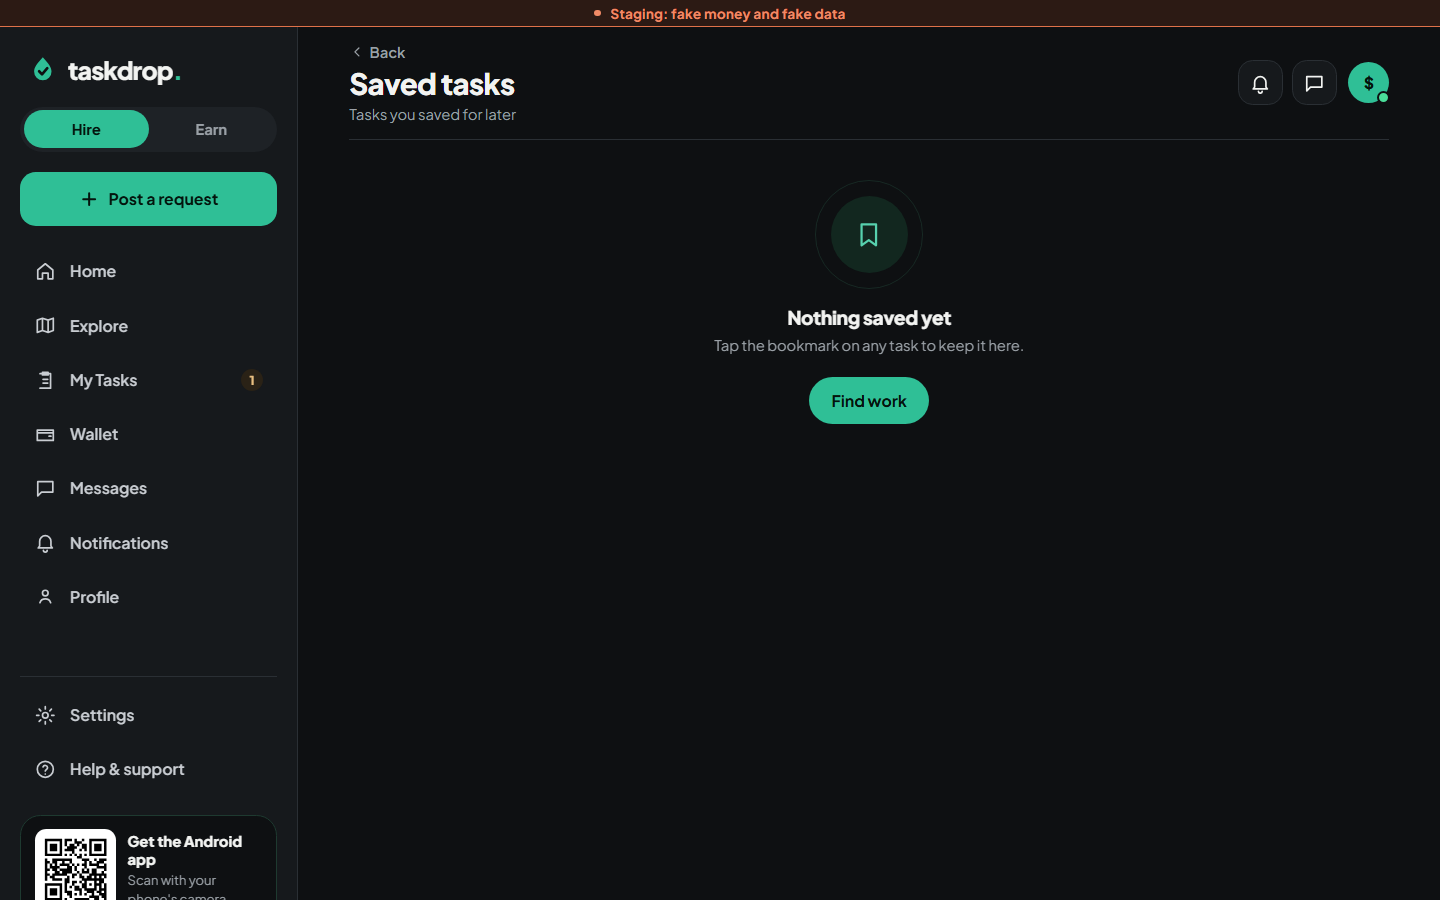 Staging: fake money and fake data
taskdrop.
Hire
Earn
Post a request
Home
Explore
My Tasks
1
Wallet
Messages
Notifications
Profile
Settings
Help & support
Get the Android
app
Scan with your
phone's camera
Back
Saved tasks
Tasks you saved for later
$
Nothing saved yet
Tap the bookmark on any task to keep it here.
Find work